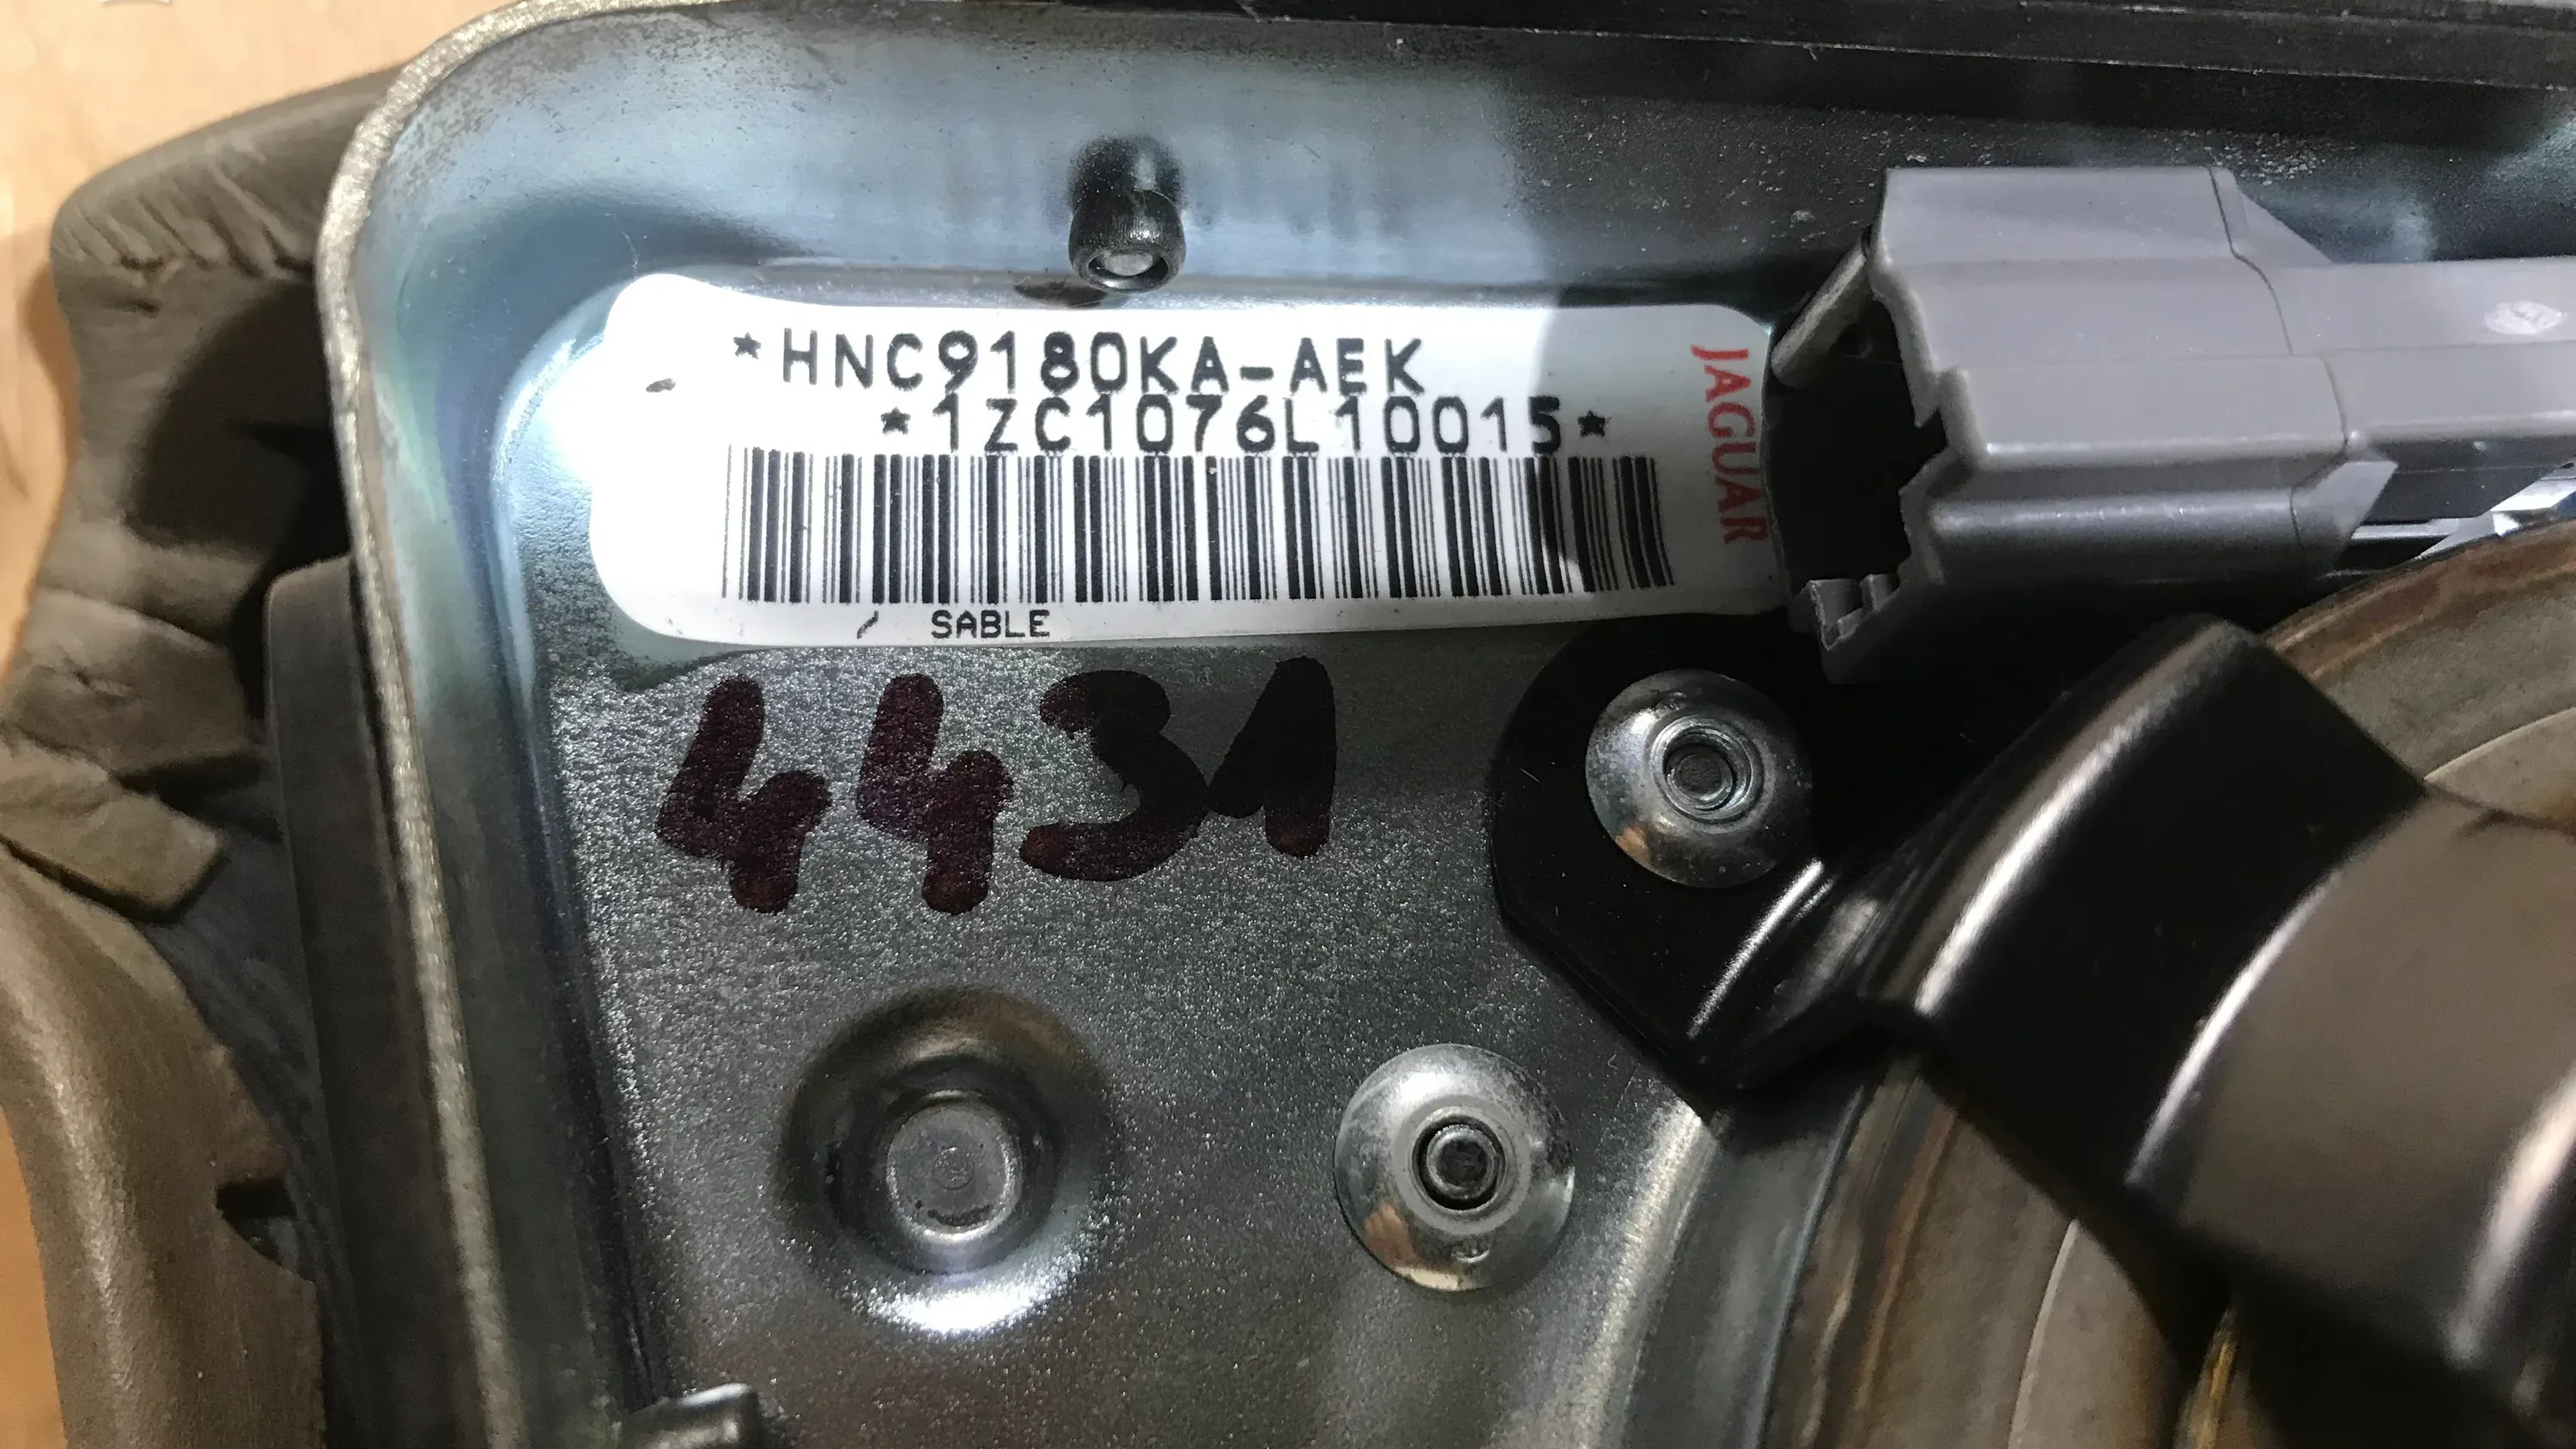 *HNC9180KA-AEK
*1ZC1076L10015*
JAGUAR
SABLE
4431